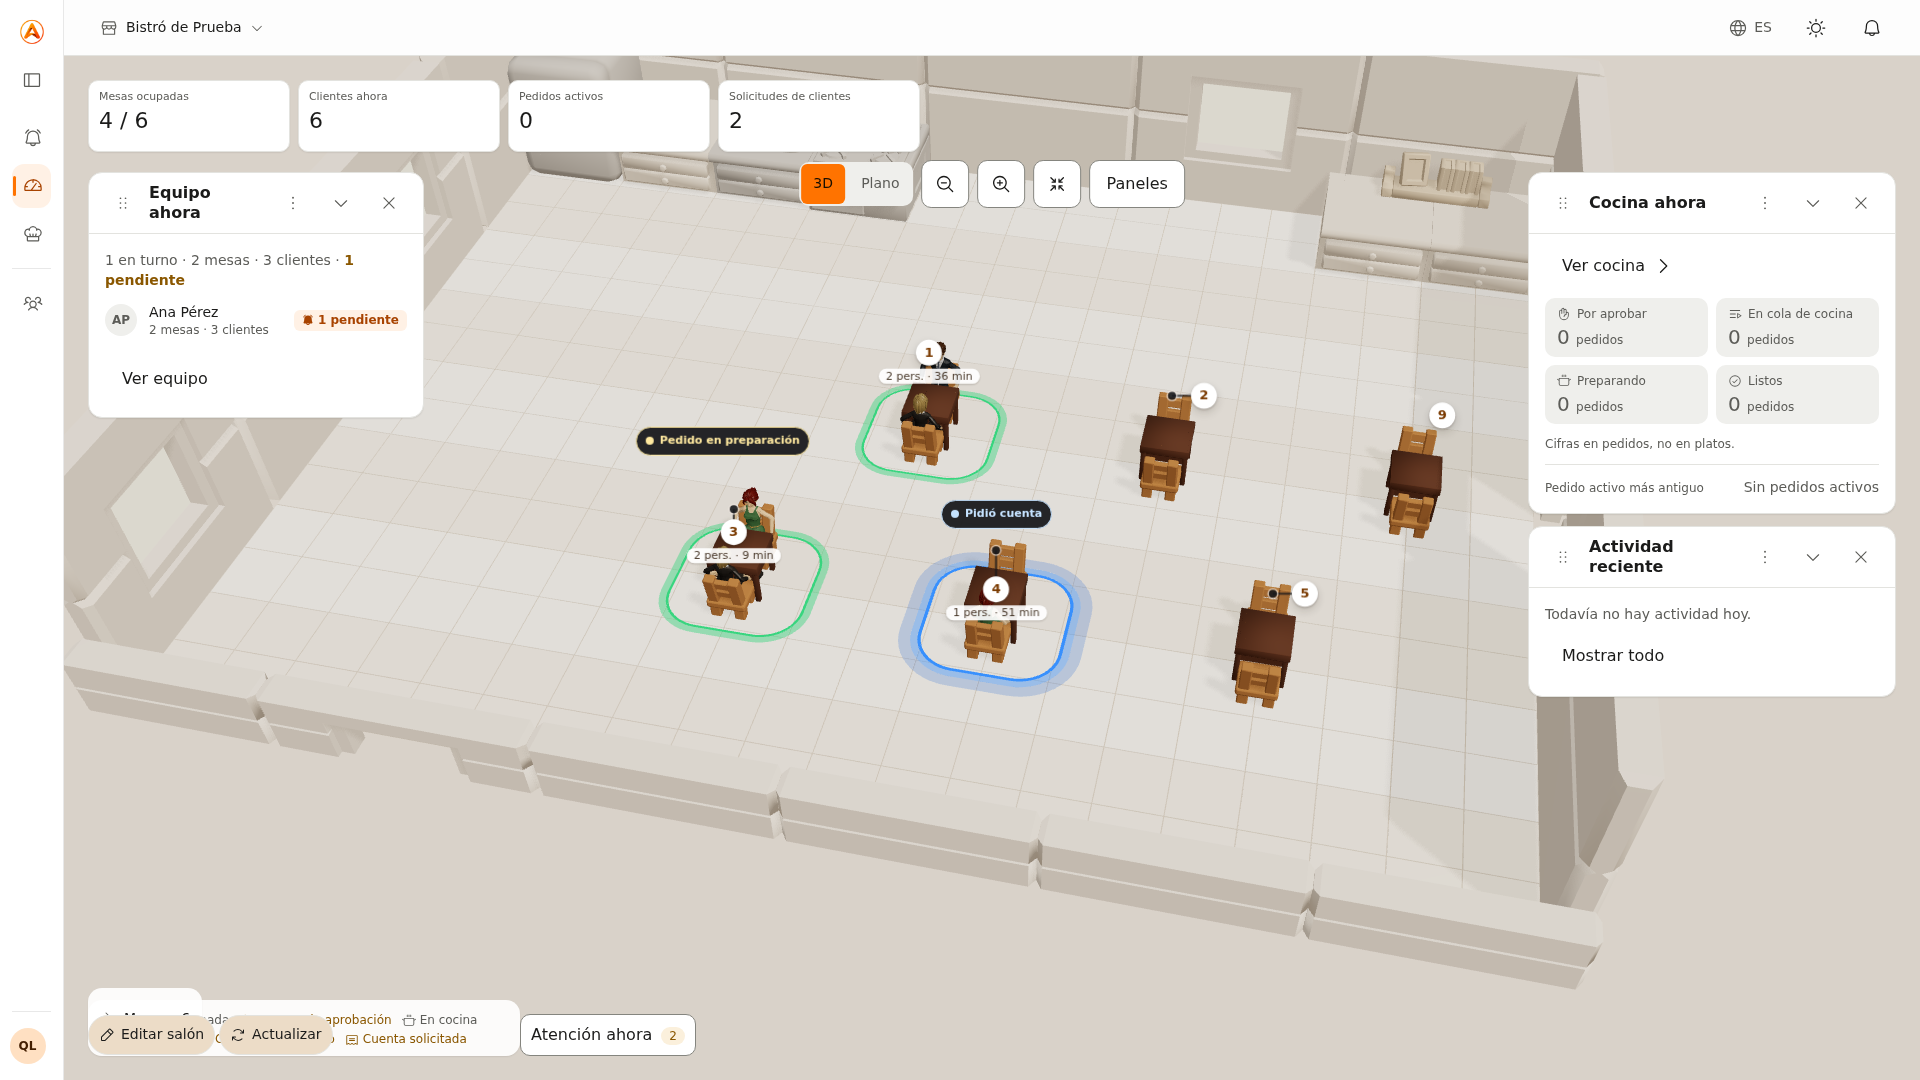 Bistró de Prueba
ES
Mesas ocupadas
4 / 6
Clientes ahora
6
Pedidos activos
0
Solicitudes de clientes
2
3D
Plano
Paneles
Equipo
ahora
1 en turno · 2 mesas · 3 clientes · 1
pendiente
AP
Ana Pérez
2 mesas · 3 clientes
1 pendiente
Ver equipo
Cocina ahora
Ver cocina
Por aprobar
0 pedidos
En cola de cocina
0 pedidos
Preparando
0 pedidos
Listos
0 pedidos
Cifras en pedidos, no en platos.
Pedido activo más antiguo
Sin pedidos activos
Actividad
reciente
Todavía no hay actividad hoy.
Mostrar todo
1
2 pers. · 36 min
2
9
Pedido en preparación
3
2 pers. · 9 min
Pidió cuenta
4
1 pers. · 51 min
5
aprobación
En cocina
Cuenta solicitada
Editar salón
Actualizar
Atención ahora 2
QL